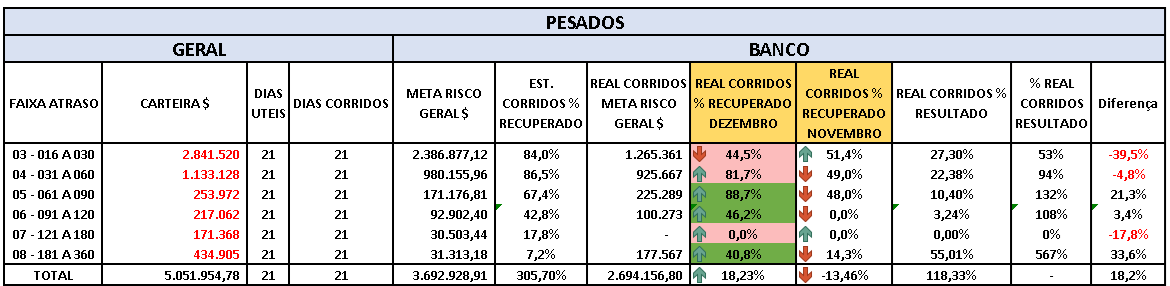 PESADOS
GERAL BANCO
FAIXA ATRASO CARTEIRA $ DIAS UTEIS DIAS CORRIDOS META RISCO GERAL $ EST. CORRIDOS % RECUPERADO REAL CORRIDOS META RISCO GERAL $ REAL CORRIDOS % RECUPERADO DEZEMBRO REAL CORRIDOS % RECUPERADO NOVEMBRO REAL CORRIDOS % RESULTADO % REAL CORRIDOS RESULTADO Diferença
03 - 016 A 030 2.841.520 21 21 2.386.877,12 84,0% 1.265.361 44,5% 51,4% 27,30% 53% -39,5%
04 - 031 A 060 1.133.128 21 21 980.155,96 86,5% 925.667 81,7% 49,0% 22,38% 94% -4,8%
05 - 061 A 090 253.972 21 21 171.176,81 67,4% 225.289 88,7% 48,0% 10,40% 132% 21,3%
06 - 091 A 120 217.062 21 21 92.902,40 42,8% 100.273 46,2% 0,0% 3,24% 108% 3,4%
07 - 121 A 180 171.368 21 21 30.503,44 17,8% - 0,0% 0,0% 0,00% 0% -17,8%
08 - 181 A 360 434.905 21 21 31.313,18 7,2% 177.567 40,8% 14,3% 55,01% 567% 33,6%
TOTAL 5.051.954,78 21 21 3.692.928,91 305,70% 2.694.156,80 18,23% -13,46% 118,33% - 18,2%